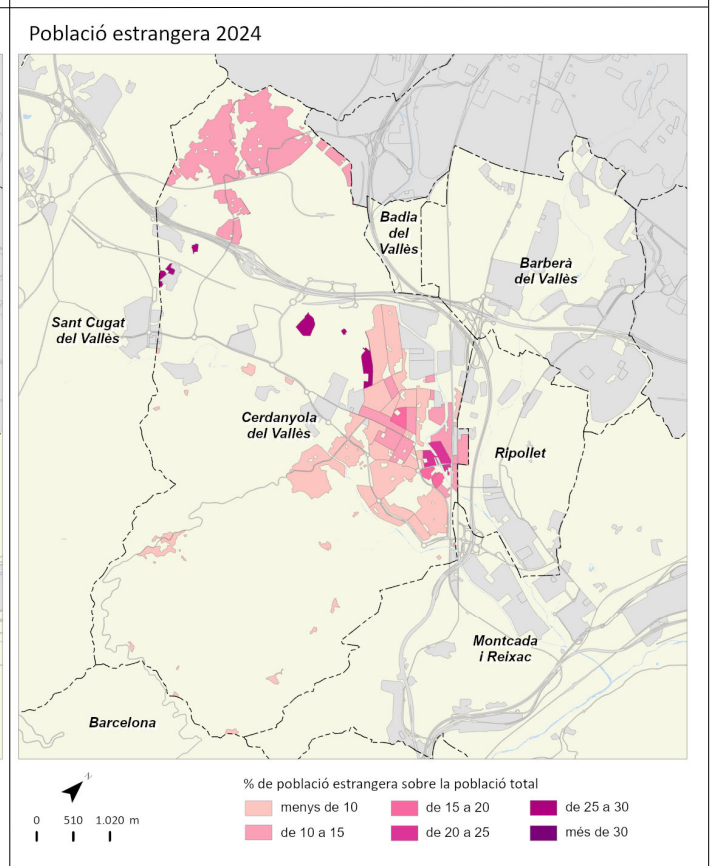 Població estrangera 2024
Badia
del
Vallès
Barberà
del Vallès
Sant Cugat
del Vallès
Cerdanyola
del Vallès
Ripollet
Montcada
i Reixac
Barcelona
N
0 510 1.020 m
% de població estrangera sobre la població total
menys de 10
de 15 a 20
de 25 a 30
de 10 a 15
de 20 a 25
més de 30